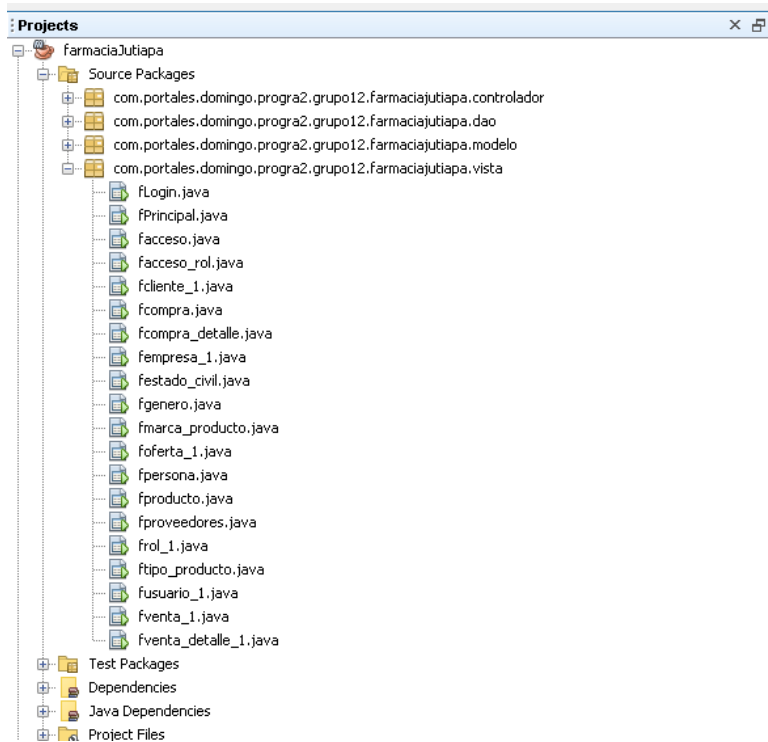 Projects
farmaciaJutiapa
Source Packages
com.portales.domingo.progra2.grupo12.farmaciajutiapa.controlador
com.portales.domingo.progra2.grupo12.farmaciajutiapa.dao
com.portales.domingo.progra2.grupo12.farmaciajutiapa.modelo
com.portales.domingo.progra2.grupo12.farmaciajutiapa.vista
fLogin.java
fPrincipal.java
facceso.java
facceso_rol.java
fcliente_1.java
fcompra.java
fcompra_detalle.java
fempresa_1.java
festado_civil.java
fgenero.java
fmarca_producto.java
foferta_1.java
fpersona.java
fproducto.java
fproveedores.java
frol_1.java
ftipo_producto.java
fusuario_1.java
fventa_1.java
fventa_detalle_1.java
Test Packages
Dependencies
Java Dependencies
Project Files